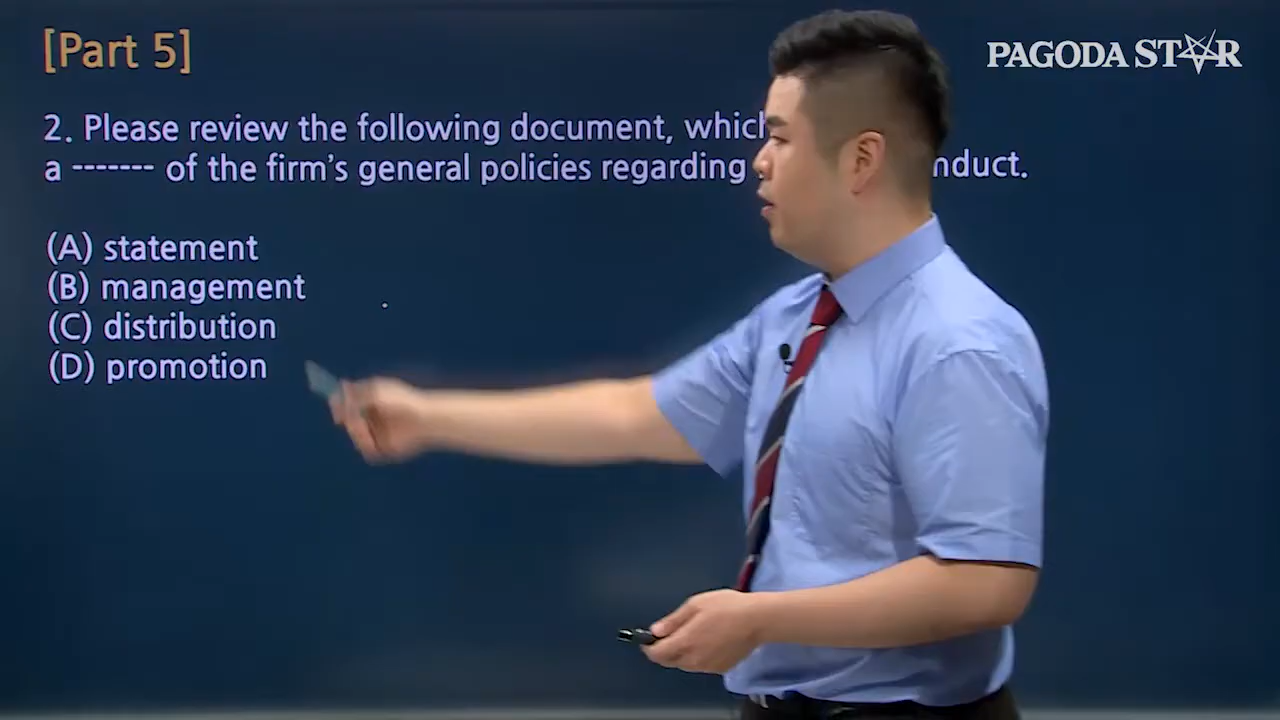 [Part 5]
PAGODA STAR
2. Please review the following document, which
a ------- of the firm's general policies regarding nduct.
(A) statement
(B) management
(C) distribution
(D) promotion